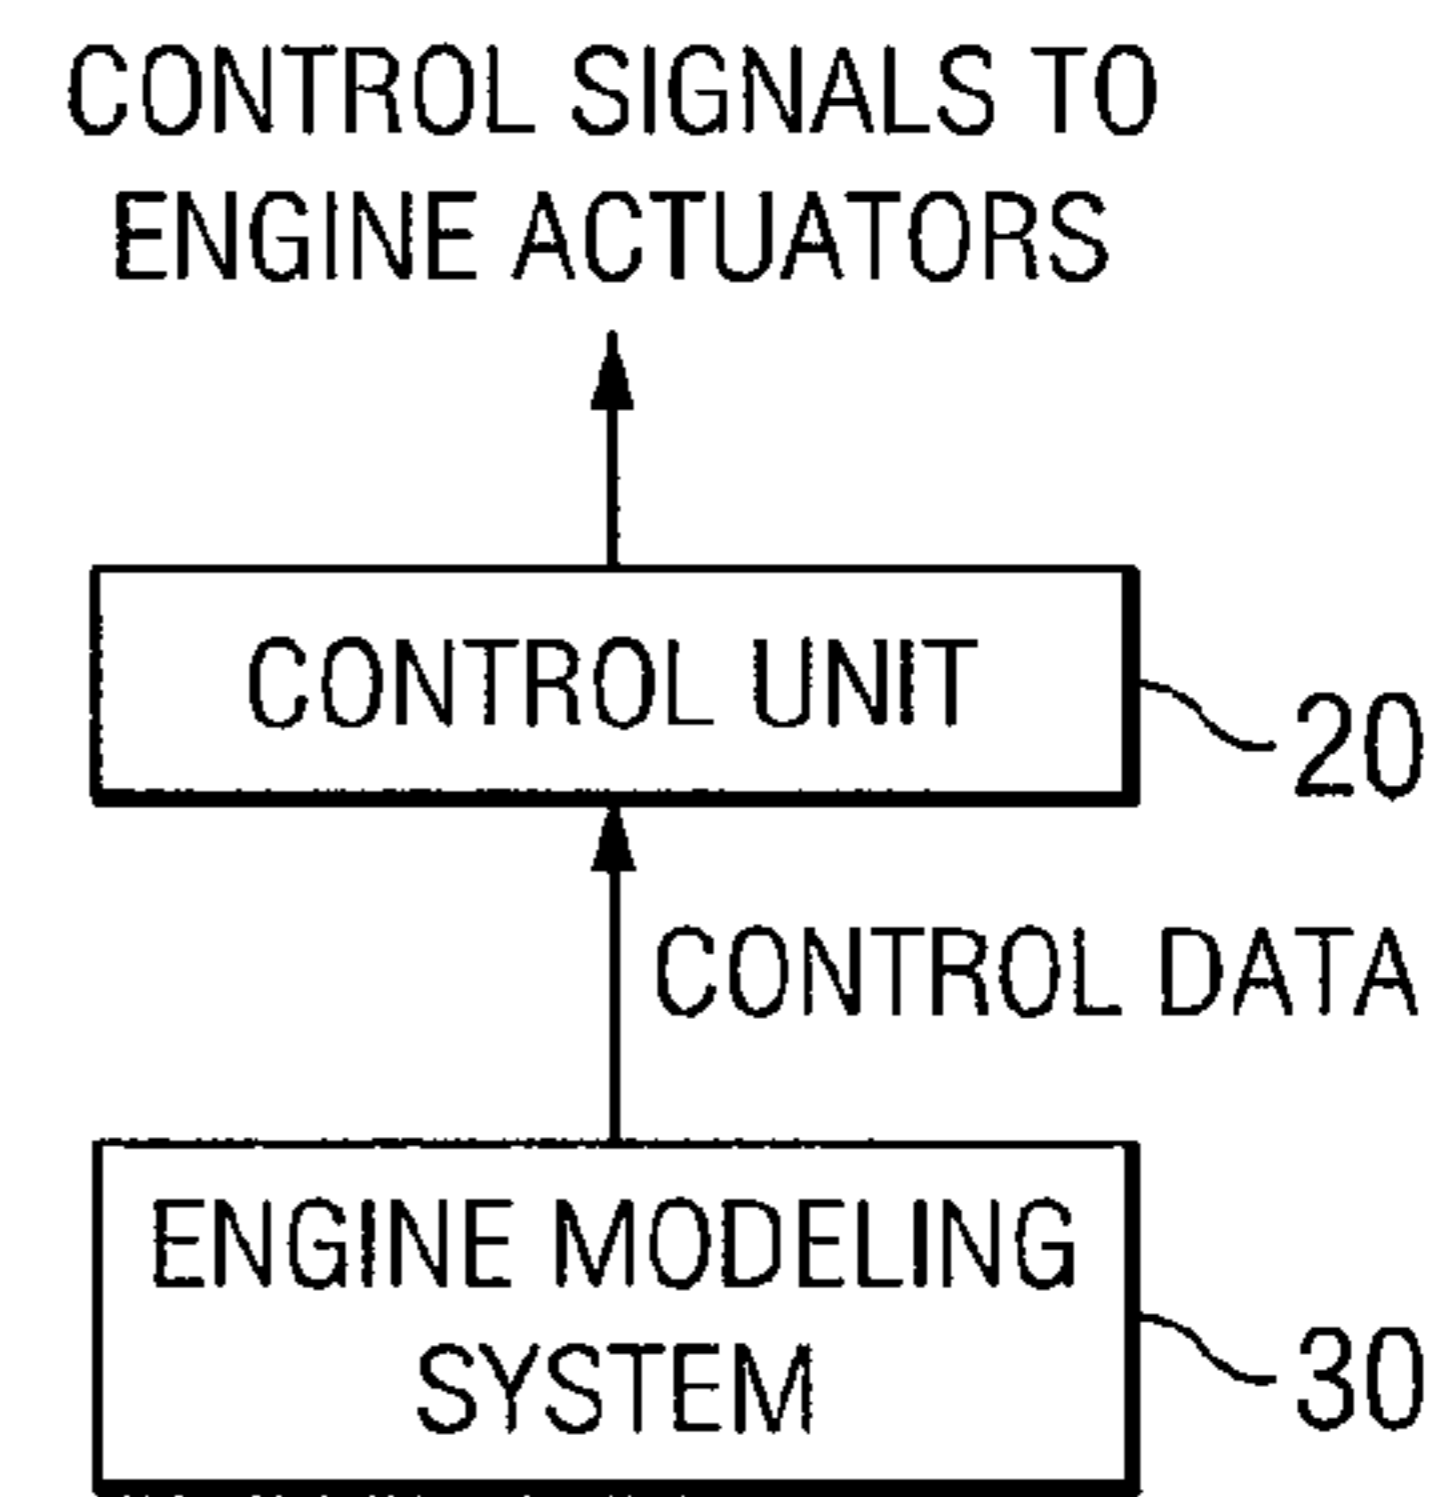 CONTROL SIGNALS TO
ENGINE ACTUATORS
CONTROL UNIT
20
CONTROL DATA
ENGINE MODELING
SYSTEM
30